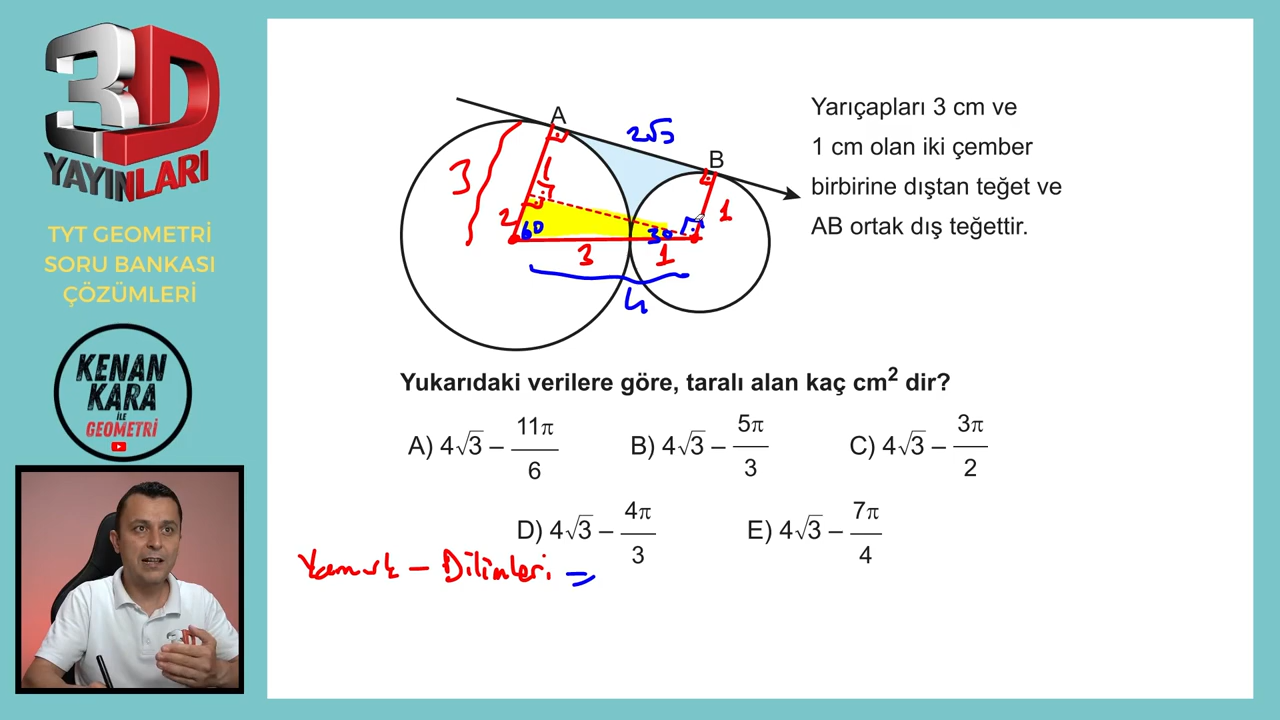 3D
YAYINLARI
TYT GEOMETRİ
SORU BANKASI
ÇÖZÜMLERİ
KENAN
KARA
İLE
GEOMETRİ
A
B
2√3
3
1
2
60
30
1
3
1
4
Yarıçapları 3 cm ve
1 cm olan iki çember
birbirine dıştan teğet ve
AB ortak dış teğettir.
Yukarıdaki verilere göre, taralı alan kaç cm² dir?
A) 4√3 – 11π/6 B) 4√3 – 5π/3 C) 4√3 – 3π/2
D) 4√3 – 4π/3 E) 4√3 – 7π/4
Yamuk – Dilimleri =
3D